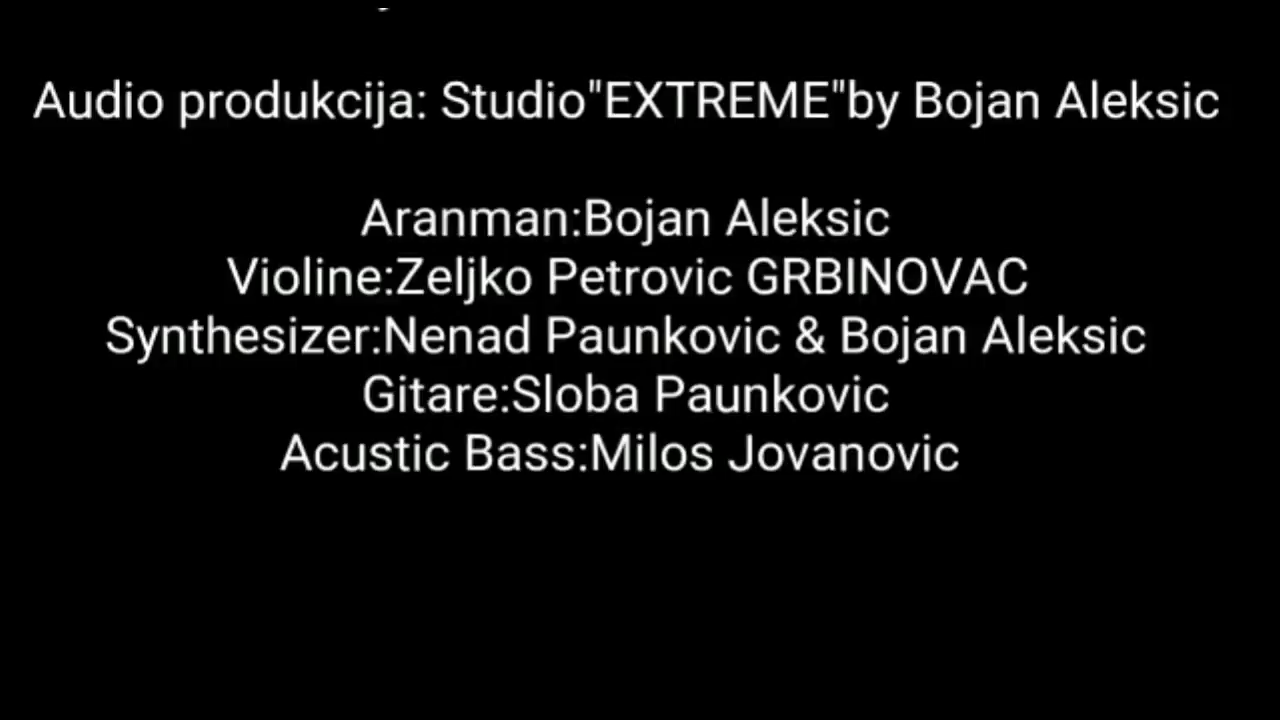 Audio produkcija: Studio"EXTREME"by Bojan Aleksic
Aranman:Bojan Aleksic
Violine:Zeljko Petrovic GRBINOVAC
Synthesizer:Nenad Paunkovic & Bojan Aleksic
Gitare:Sloba Paunkovic
Acustic Bass:Milos Jovanovic